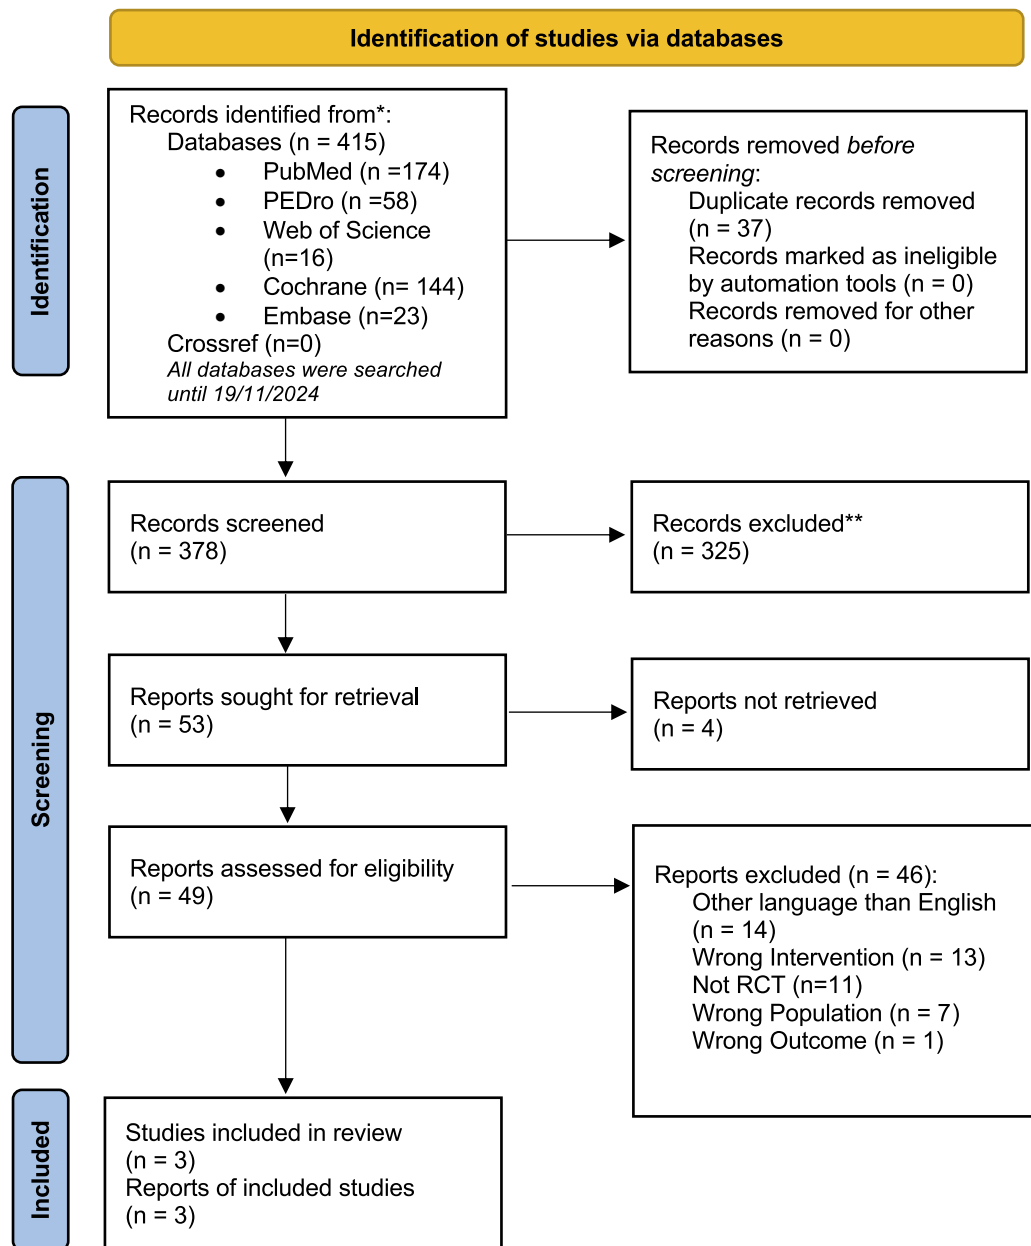 Identification of studies via databases
Identification
Records identified from*:
Databases (n = 415)
• PubMed (n =174)
• PEDro (n =58)
• Web of Science
(n=16)
• Cochrane (n= 144)
• Embase (n=23)
Crossref (n=0)
All databases were searched
until 19/11/2024
Records removed before
screening:
Duplicate records removed
(n = 37)
Records marked as ineligible
by automation tools (n = 0)
Records removed for other
reasons (n = 0)
Screening
Records screened
(n = 378)
Records excluded**
(n = 325)
Reports sought for retrieval
(n = 53)
Reports not retrieved
(n = 4)
Reports assessed for eligibility
(n = 49)
Reports excluded (n = 46):
Other language than English
(n = 14)
Wrong Intervention (n = 13)
Not RCT (n=11)
Wrong Population (n = 7)
Wrong Outcome (n = 1)
Included
Studies included in review
(n = 3)
Reports of included studies
(n = 3)